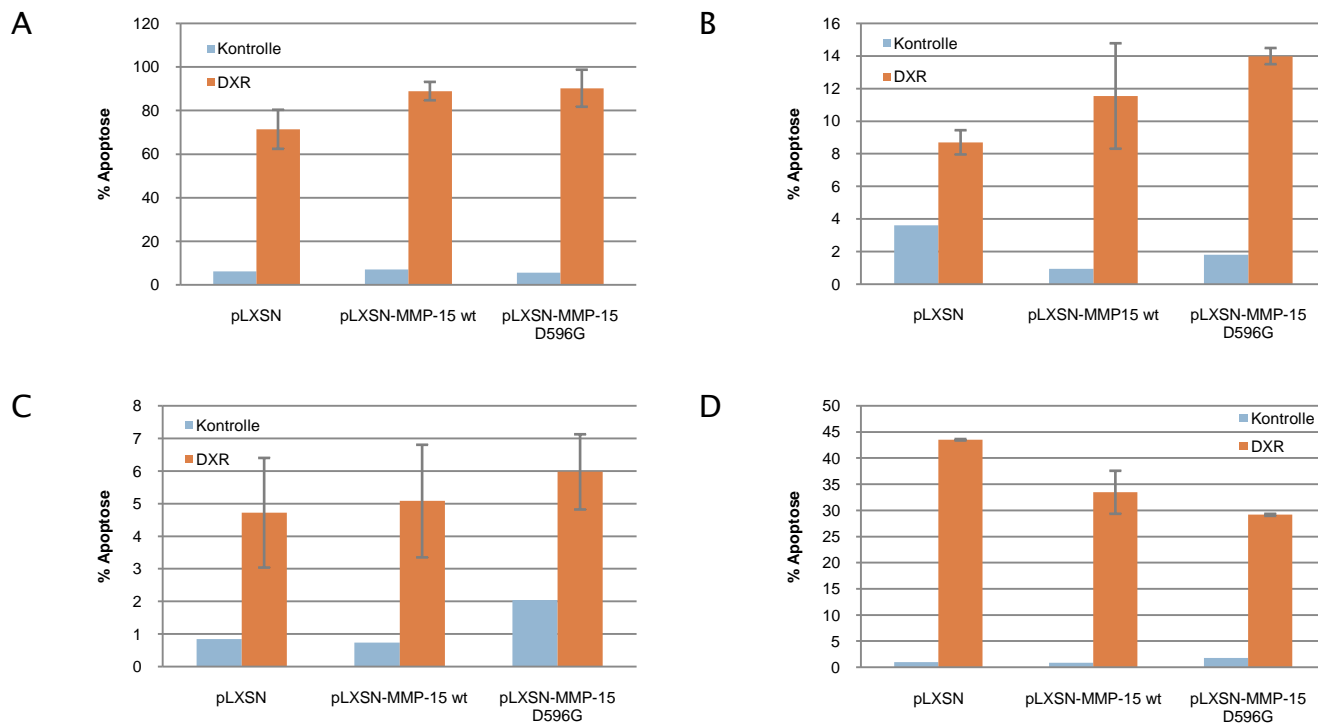 A
% Apoptose
120
100
80
60
40
20
0
Kontrolle
DXR
pLXSN
pLXSN-MMP-15 wt
pLXSN-MMP-15
D596G
B
% Apoptose
16
14
12
10
8
6
4
2
0
Kontrolle
DXR
pLXSN
pLXSN-MMP15 wt
pLXSN-MMP-15
D596G
C
% Apoptose
8
7
6
5
4
3
2
1
0
Kontrolle
DXR
pLXSN
pLXSN-MMP-15 wt
pLXSN-MMP-15
D596G
D
% Apoptose
50
45
40
35
30
25
20
15
10
5
0
Kontrolle
DXR
pLXSN
pLXSN-MMP-15 wt
pLXSN-MMP-15
D596G